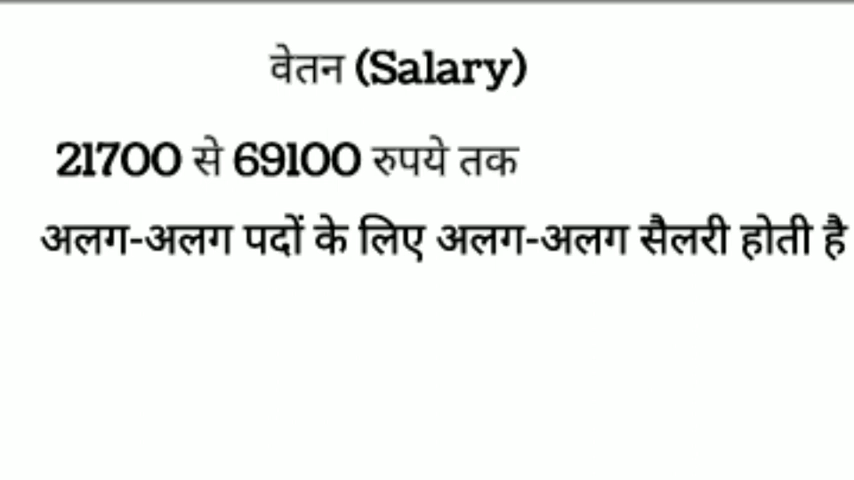 वेतन (Salary)
21700 से 69100 रुपये तक
अलग-अलग पदों के लिए अलग-अलग सैलरी होती है